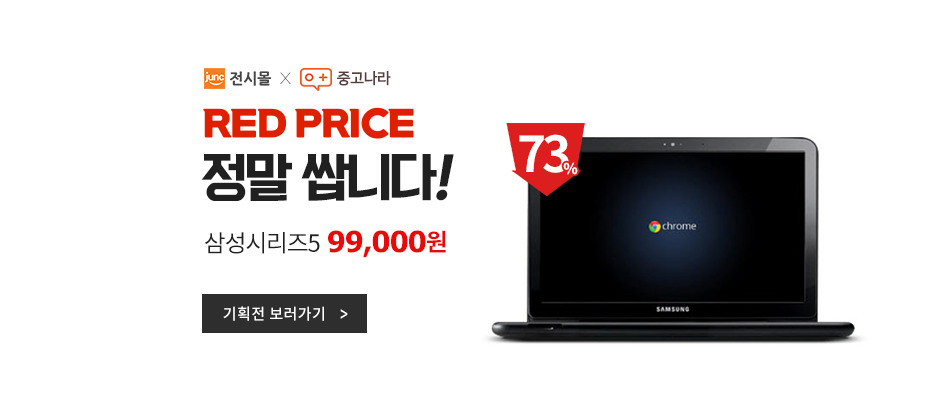 junc 전시몰 × 중고나라
RED PRICE
정말 쌉니다!
삼성시리즈5 99,000원
기획전 보러가기 >
73%
chrome
SAMSUNG